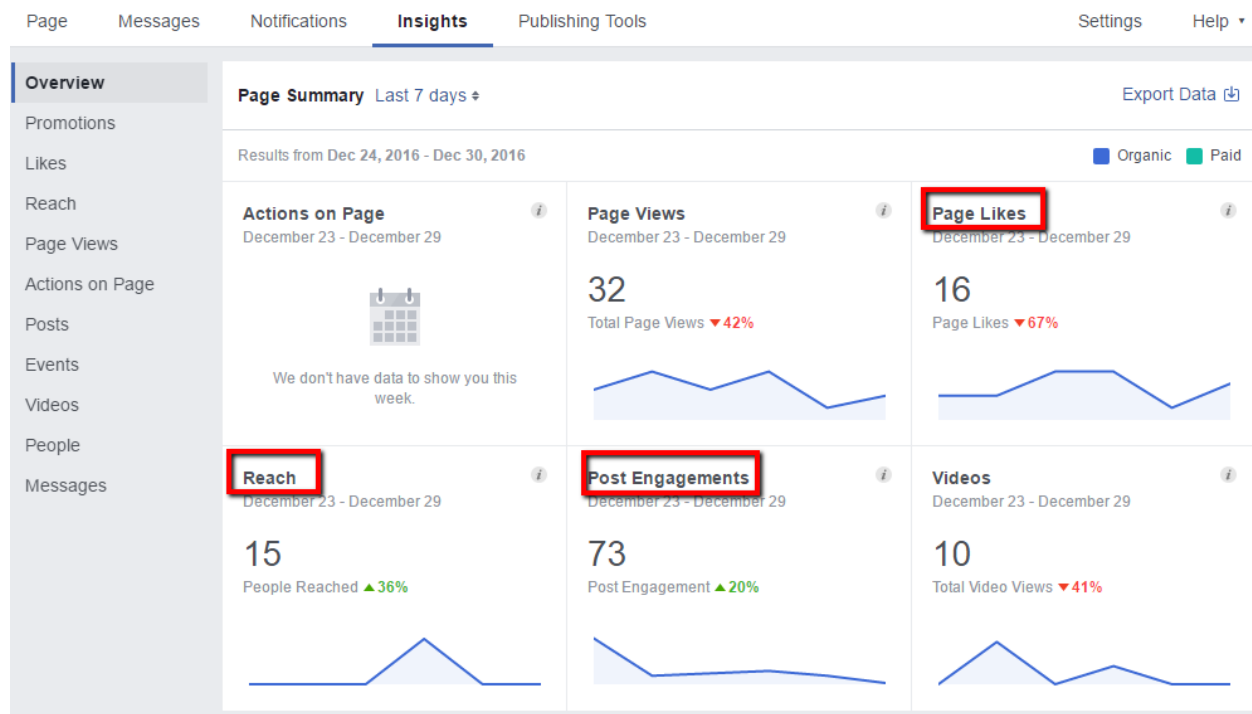 Page Messages Notifications Insights Publishing Tools Settings Help
Overview
Promotions
Likes
Reach
Page Views
Actions on Page
Posts
Events
Videos
People
Messages
Page Summary Last 7 days Export Data
Results from Dec 24, 2016 - Dec 30, 2016 Organic Paid
Actions on Page
December 23 - December 29
We don't have data to show you this
week.
Page Views
December 23 - December 29
32
Total Page Views ▼42%
Page Likes
December 23 - December 29
16
Page Likes ▼67%
Reach
December 23 - December 29
15
People Reached ▲36%
Post Engagements
December 23 - December 29
73
Post Engagement ▲20%
Videos
December 23 - December 29
10
Total Video Views ▼41%